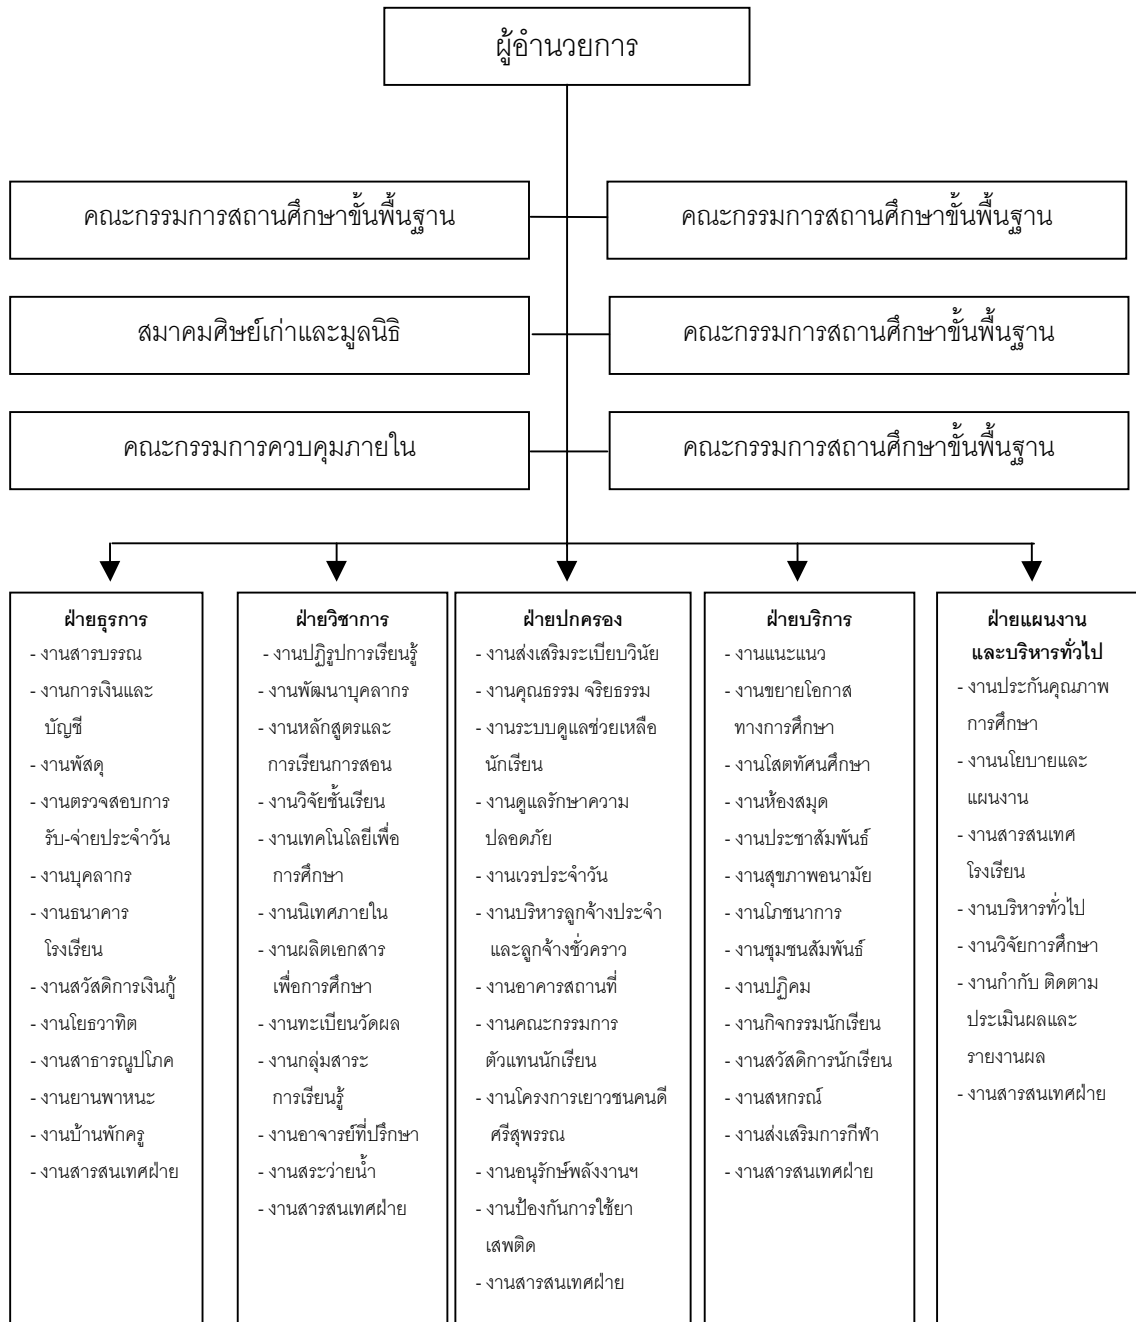 ผู้อำนวยการ
คณะกรรมการสถานศึกษาขั้นพื้นฐาน
คณะกรรมการสถานศึกษาขั้นพื้นฐาน
สมาคมศิษย์เก่าและมูลนิธิ
คณะกรรมการสถานศึกษาขั้นพื้นฐาน
คณะกรรมการควบคุมภายใน
คณะกรรมการสถานศึกษาขั้นพื้นฐาน
ฝ่ายธุรการ
- งานสารบรรณ
- งานการเงินและ
บัญชี
- งานพัสดุ
- งานตรวจสอบการ
รับ-จ่ายประจำวัน
- งานบุคลากร
- งานธนาคาร
โรงเรียน
- งานสวัสดิการเงินกู้
- งานโยธวาทิต
- งานสาธารณูปโภค
- งานยานพาหนะ
- งานบ้านพักครู
- งานสารสนเทศฝ่าย
ฝ่ายวิชาการ
- งานปฏิรูปการเรียนรู้
- งานพัฒนาบุคลากร
- งานหลักสูตรและ
การเรียนการสอน
- งานวิจัยชั้นเรียน
- งานเทคโนโลยีเพื่อ
การศึกษา
- งานนิเทศภายใน
- งานผลิตเอกสาร
เพื่อการศึกษา
- งานทะเบียนวัดผล
- งานกลุ่มสาระ
การเรียนรู้
- งานอาจารย์ที่ปรึกษา
- งานสระว่ายน้ำ
- งานสารสนเทศฝ่าย
ฝ่ายปกครอง
- งานส่งเสริมระเบียบวินัย
- งานคุณธรรม จริยธรรม
- งานระบบดูแลช่วยเหลือ
นักเรียน
- งานดูแลรักษาความ
ปลอดภัย
- งานเวรประจำวัน
- งานบริหารลูกจ้างประจำ
และลูกจ้างชั่วคราว
- งานอาคารสถานที่
- งานคณะกรรมการ
ตัวแทนนักเรียน
- งานโครงการเยาวชนคนดี
ศรีสุพรรณ
- งานอนุรักษ์พลังงานฯ
- งานป้องกันการใช้ยา
เสพติด
- งานสารสนเทศฝ่าย
ฝ่ายบริการ
- งานแนะแนว
- งานขยายโอกาส
ทางการศึกษา
- งานโสตทัศนศึกษา
- งานห้องสมุด
- งานประชาสัมพันธ์
- งานสุขภาพอนามัย
- งานโภชนาการ
- งานชุมชนสัมพันธ์
- งานปฏิคม
- งานกิจกรรมนักเรียน
- งานสวัสดิการนักเรียน
- งานสหกรณ์
- งานส่งเสริมการกีฬา
- งานสารสนเทศฝ่าย
ฝ่ายแผนงาน
และบริหารทั่วไป
- งานประกันคุณภาพ
การศึกษา
- งานนโยบายและ
แผนงาน
- งานสารสนเทศ
โรงเรียน
- งานบริหารทั่วไป
- งานวิจัยการศึกษา
- งานกำกับ ติดตาม
ประเมินผลและ
รายงานผล
- งานสารสนเทศฝ่าย